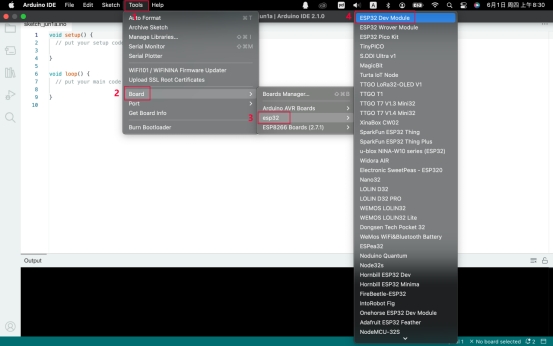 Arduino IDE File Edit Sketch Tools Help 6月1日 周四 上午8:30
sketch_jun1a | Arduino IDE 2.1.0
sketch_jun1a.ino
1 void setup() {
2 // put your setup code
3
4 }
5
6 void loop() {
7 // put your main code
8
9 }
10
Auto Format ⌘ T
Archive Sketch
Manage Libraries... ⇧ ⌘ I
Serial Monitor ⇧ ⌘ M
Serial Plotter
WiFi101 / WiFiNINA Firmware Updater
Upload SSL Root Certificates
2 Board
Port
Get Board Info
Burn Bootloader
Boards Manager... ⇧ ⌘ B
Arduino AVR Boards
3 esp32
ESP8266 Boards (2.7.1)
4 ESP32 Dev Module
ESP32 Wrover Module
ESP32 Pico Kit
TinyPICO
S.ODI Ultra v1
MagicBit
Turta IoT Node
TTGO LoRa32-OLED V1
TTGO T1
TTGO T7 V1.3 Mini32
TTGO T7 V1.4 Mini32
XinaBox CW02
SparkFun ESP32 Thing
SparkFun ESP32 Thing Plus
u-blox NINA-W10 series (ESP32)
Widora AIR
Electronic SweetPeas - ESP320
Nano32
LOLIN D32
LOLIN D32 PRO
WEMOS LOLIN32
WEMOS LOLIN32 Lite
Dongsen Tech Pocket 32
WeMos WiFi&Bluetooth Battery
ESPea32
Noduino Quantum
Node32s
Hornbill ESP32 Dev
Hornbill ESP32 Minima
FireBeetle-ESP32
IntoRobot Fig
Onehorse ESP32 Dev Module
Adafruit ESP32 Feather
NodeMCU-32S
Output
No board selected 2